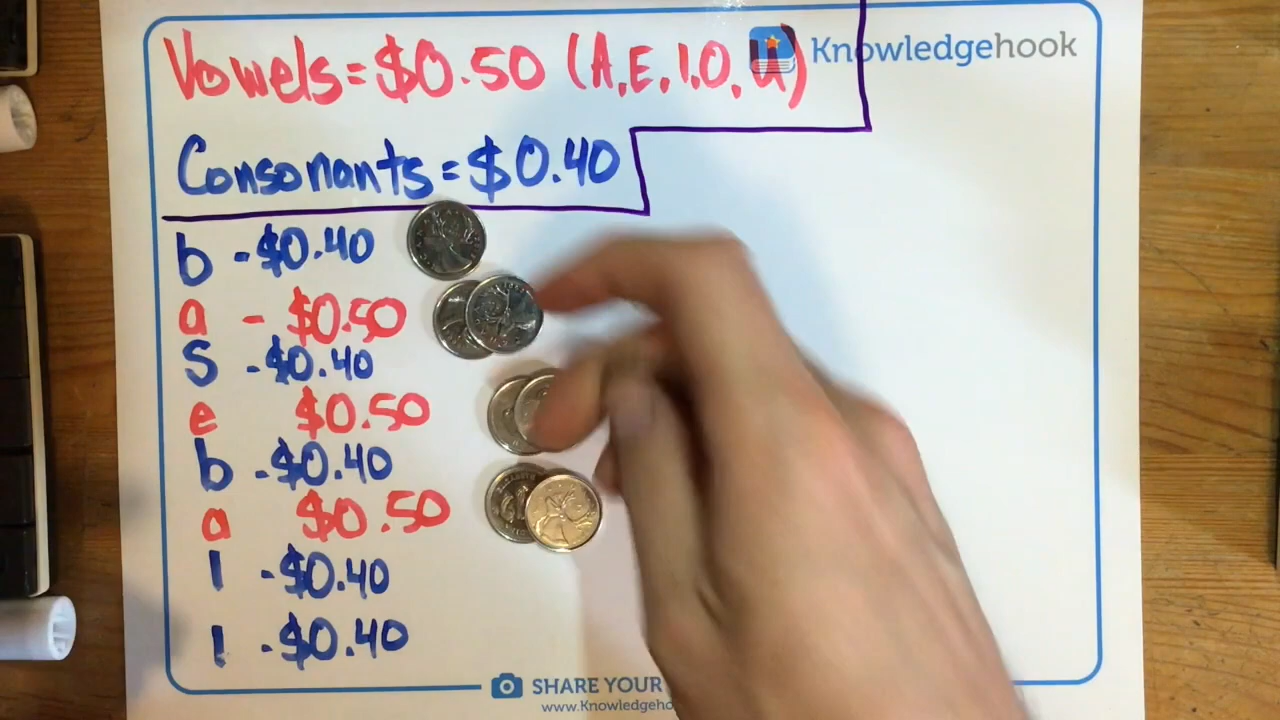 Vowels = $0.50 (A, E, I, O, U)
Knowledgehook
Consonants = $0.40
b - $0.40
a - $0.50
S - $0.40
e $0.50
b - $0.40
a $0.50
l - $0.40
l - $0.40
SHARE YOUR
www.Knowledgeho